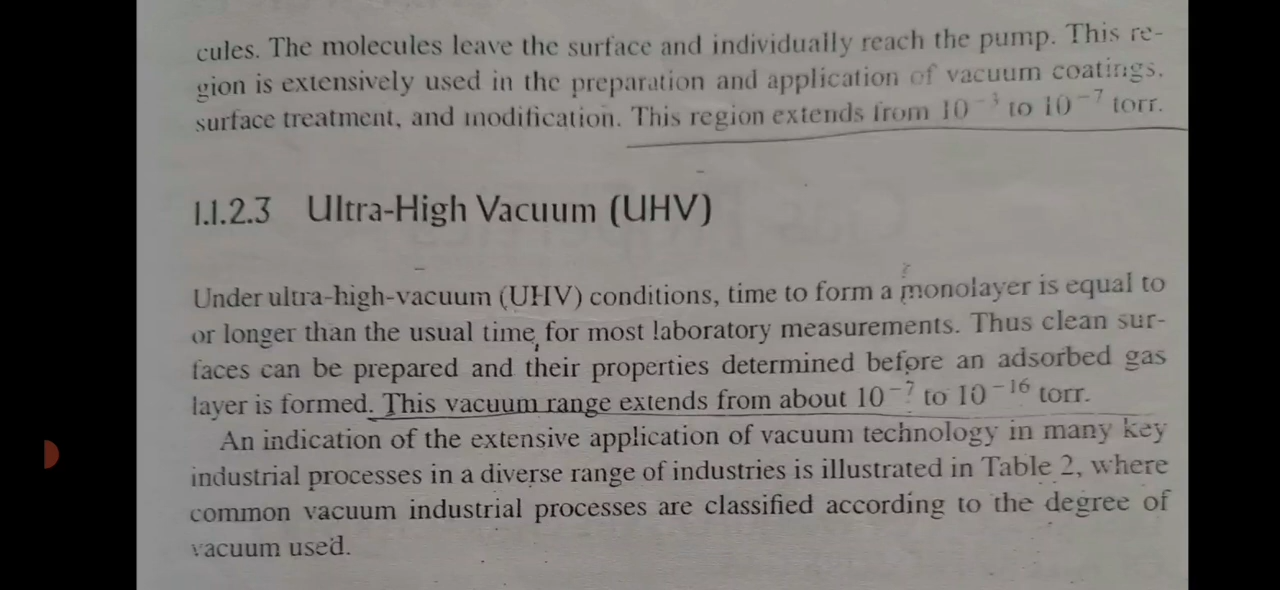 cules. The molecules leave the surface and individually reach the pump. This re-
gion is extensively used in the preparation and application of vacuum coatings,
surface treatment, and modification. This region extends from 10⁻³ to 10⁻⁷ torr.
1.1.2.3 Ultra-High Vacuum (UHV)
Under ultra-high-vacuum (UHV) conditions, time to form a monolayer is equal to
or longer than the usual time for most laboratory measurements. Thus clean sur-
faces can be prepared and their properties determined before an adsorbed gas
layer is formed. This vacuum range extends from about 10⁻⁷ to 10⁻¹⁶ torr.
An indication of the extensive application of vacuum technology in many key
industrial processes in a diverse range of industries is illustrated in Table 2, where
common vacuum industrial processes are classified according to the degree of
vacuum used.